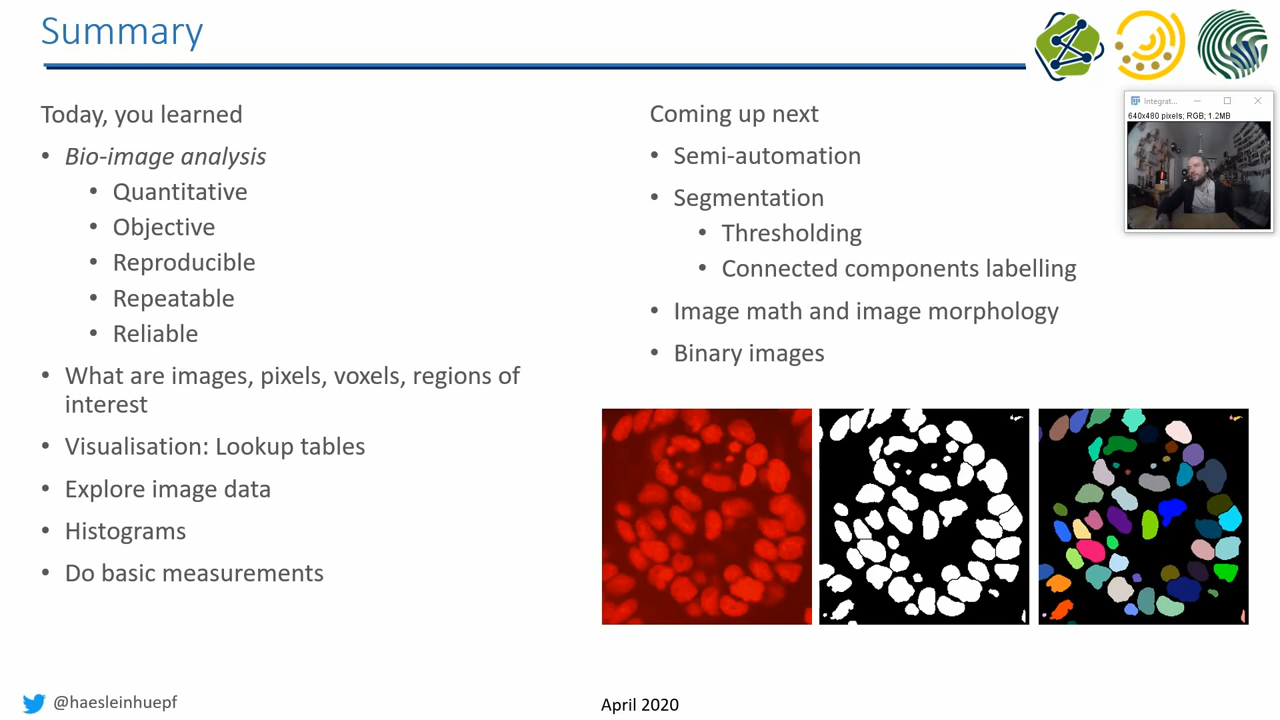 Summary
Today, you learned
• Bio-image analysis
• Quantitative
• Objective
• Reproducible
• Repeatable
• Reliable
• What are images, pixels, voxels, regions of
interest
• Visualisation: Lookup tables
• Explore image data
• Histograms
• Do basic measurements
Coming up next
• Semi-automation
• Segmentation
• Thresholding
• Connected components labelling
• Image math and image morphology
• Binary images
Integrat...
640x480 pixels; RGB; 1.2MB
@haesleinhuepf
April 2020